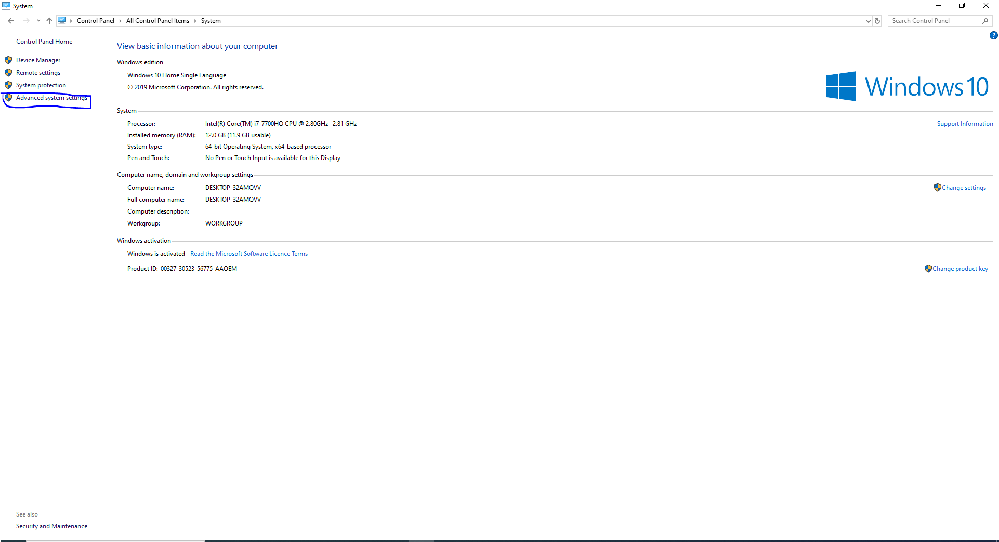 System
Control Panel > All Control Panel Items > System
Search Control Panel
Control Panel Home
Device Manager
Remote settings
System protection
Advanced system settings
View basic information about your computer
Windows edition
Windows 10 Home Single Language
© 2019 Microsoft Corporation. All rights reserved.
Windows 10
System
Processor: Intel(R) Core(TM) i7-7700HQ CPU @ 2.80GHz 2.81 GHz
Support Information
Installed memory (RAM): 12.0 GB (11.9 GB usable)
System type: 64-bit Operating System, x64-based processor
Pen and Touch: No Pen or Touch Input is available for this Display
Computer name, domain and workgroup settings
Computer name: DESKTOP-32AMQVV
Change settings
Full computer name: DESKTOP-32AMQVV
Computer description:
Workgroup: WORKGROUP
Windows activation
Windows is activated Read the Microsoft Software Licence Terms
Product ID: 00327-30523-56775-AAOEM
Change product key
See also
Security and Maintenance